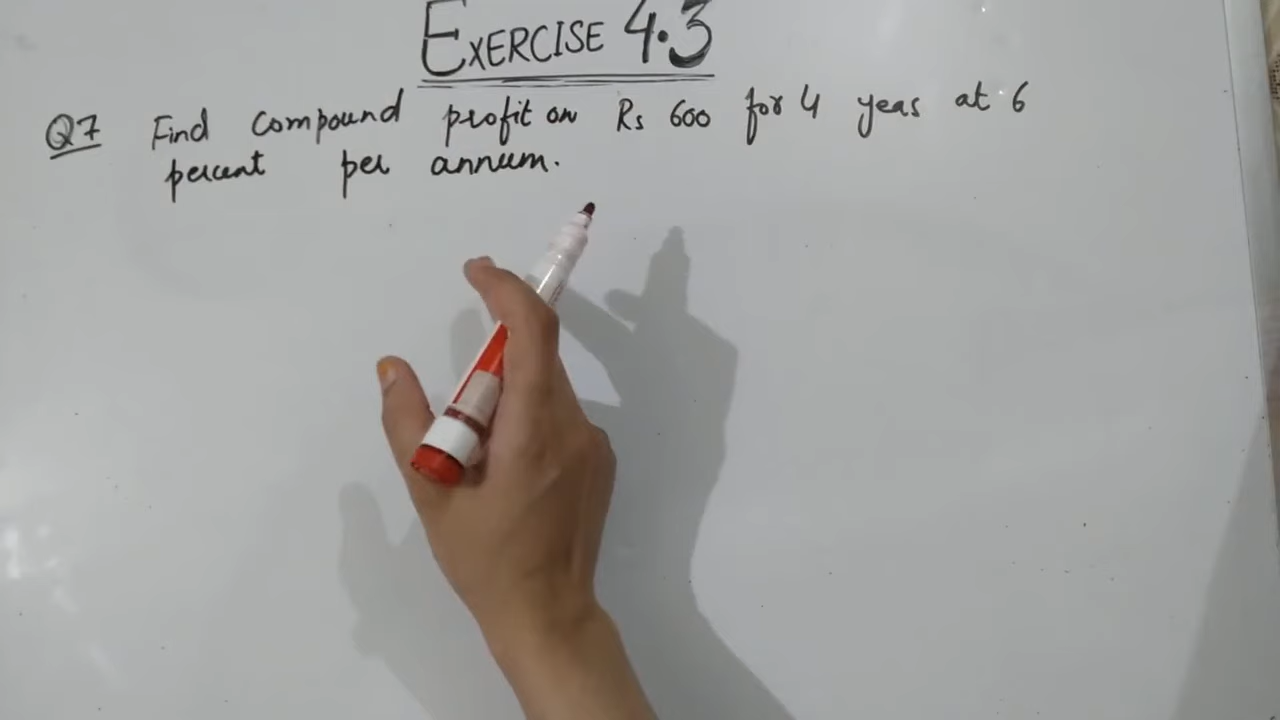 EXERCISE 4.3
Q7 Find compound profit on Rs 600 for 4 yeas at 6
percent per annum.